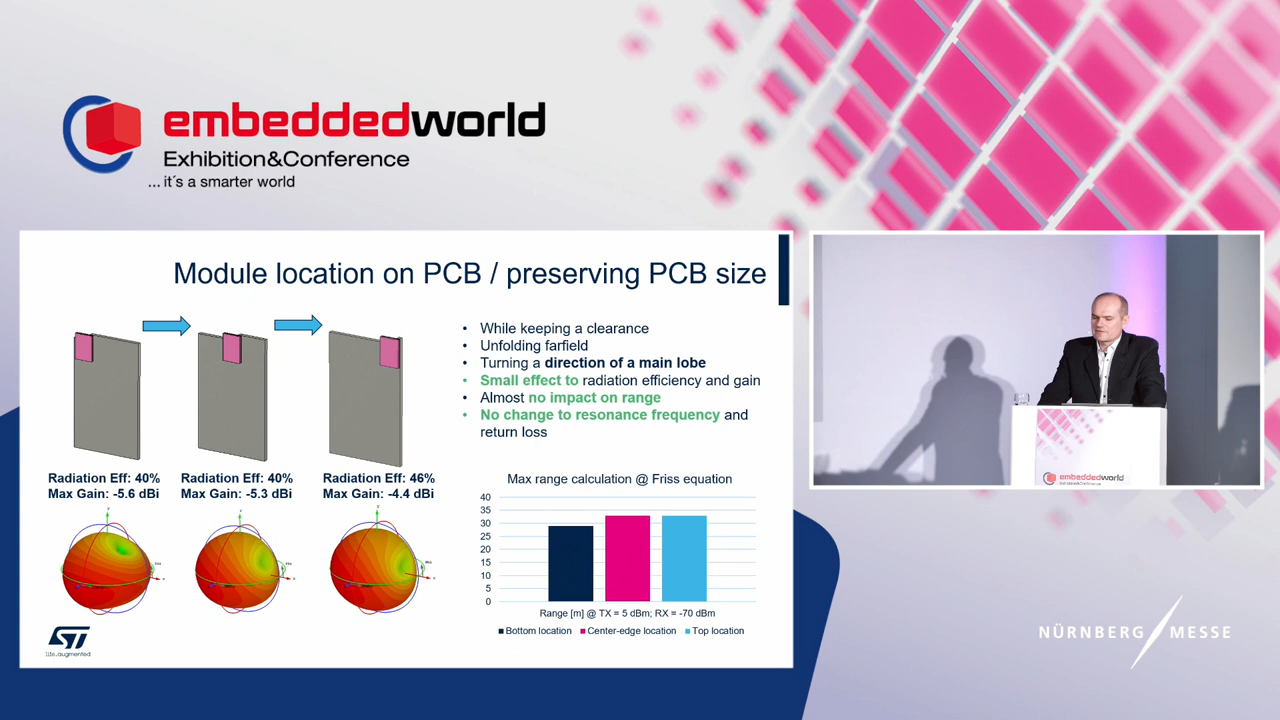 embeddedworld
Exhibition&Conference
... it´s a smarter world
Module location on PCB / preserving PCB size
• While keeping a clearance
• Unfolding farfield
• Turning a direction of a main lobe
• Small effect to radiation efficiency and gain
• Almost no impact on range
• No change to resonance frequency and
return loss
Radiation Eff: 40%
Max Gain: -5.6 dBi
Radiation Eff: 40%
Max Gain: -5.3 dBi
Radiation Eff: 46%
Max Gain: -4.4 dBi
Max range calculation @ Friss equation
40
35
30
25
20
15
10
5
0
Range [m] @ TX = 5 dBm; RX = -70 dBm
Bottom location
Center-edge location
Top location
ST
life.augmented
embeddedworld
Exhibition&Conference
NÜRNBERG MESSE